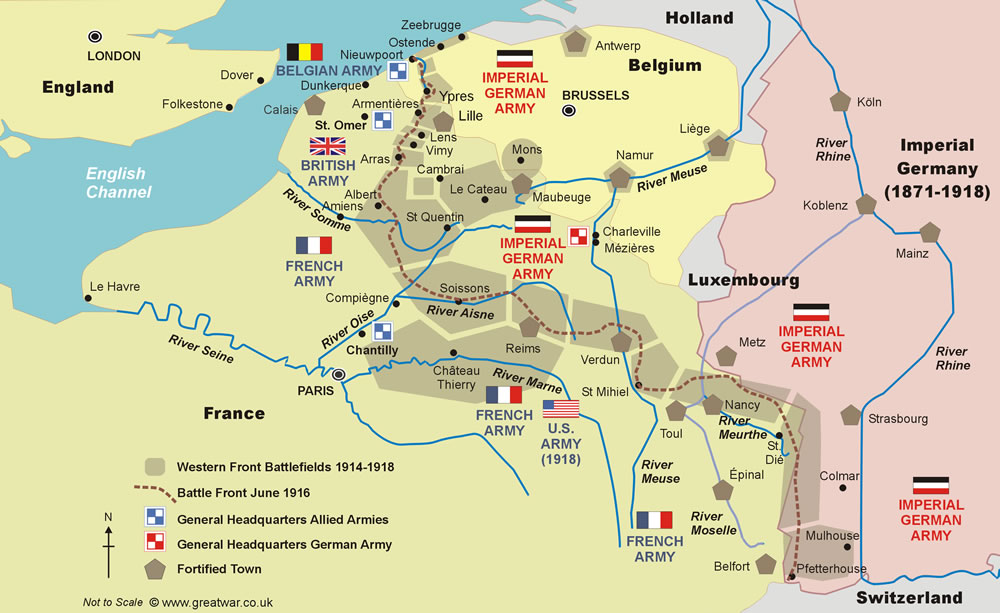 Holland
Zeebrugge
Ostende
Nieuwpoort
Antwerp
LONDON
England
Dover
Folkestone
BELGIAN ARMY
Dunkerque
Calais
IMPERIAL
GERMAN
ARMY
Belgium
BRUSSELS
Ypres
Armentières
Lille
St. Omer
Lens
Vimy
BRITISH
ARMY
Arras
Cambrai
Mons
Namur
Liège
River Meuse
Maubeuge
Le Cateau
Köln
River
Rhine
Imperial
Germany
(1871-1918)
Koblenz
Mainz
English
Channel
Albert
Amiens
River Somme
St Quentin
IMPERIAL
GERMAN
ARMY
Charleville
Mézières
FRENCH
ARMY
Luxembourg
Le Havre
Compiègne
Soissons
River Aisne
River Oise
Chantilly
River Seine
Reims
Verdun
Metz
IMPERIAL
GERMAN
ARMY
River
Rhine
PARIS
Château
Thierry
River Marne
St Mihiel
France
FRENCH
ARMY
U.S.
ARMY
(1918)
Toul
Nancy
River
Meurthe
St.
Dié
Strasbourg
River
Meuse
Épinal
Colmar
River
Moselle
FRENCH
ARMY
IMPERIAL
GERMAN
ARMY
Mulhouse
Belfort
Pfetterhouse
Switzerland
Western Front Battlefields 1914-1918
Battle Front June 1916
General Headquarters Allied Armies
General Headquarters German Army
Fortified Town
N
Not to Scale © www.greatwar.co.uk